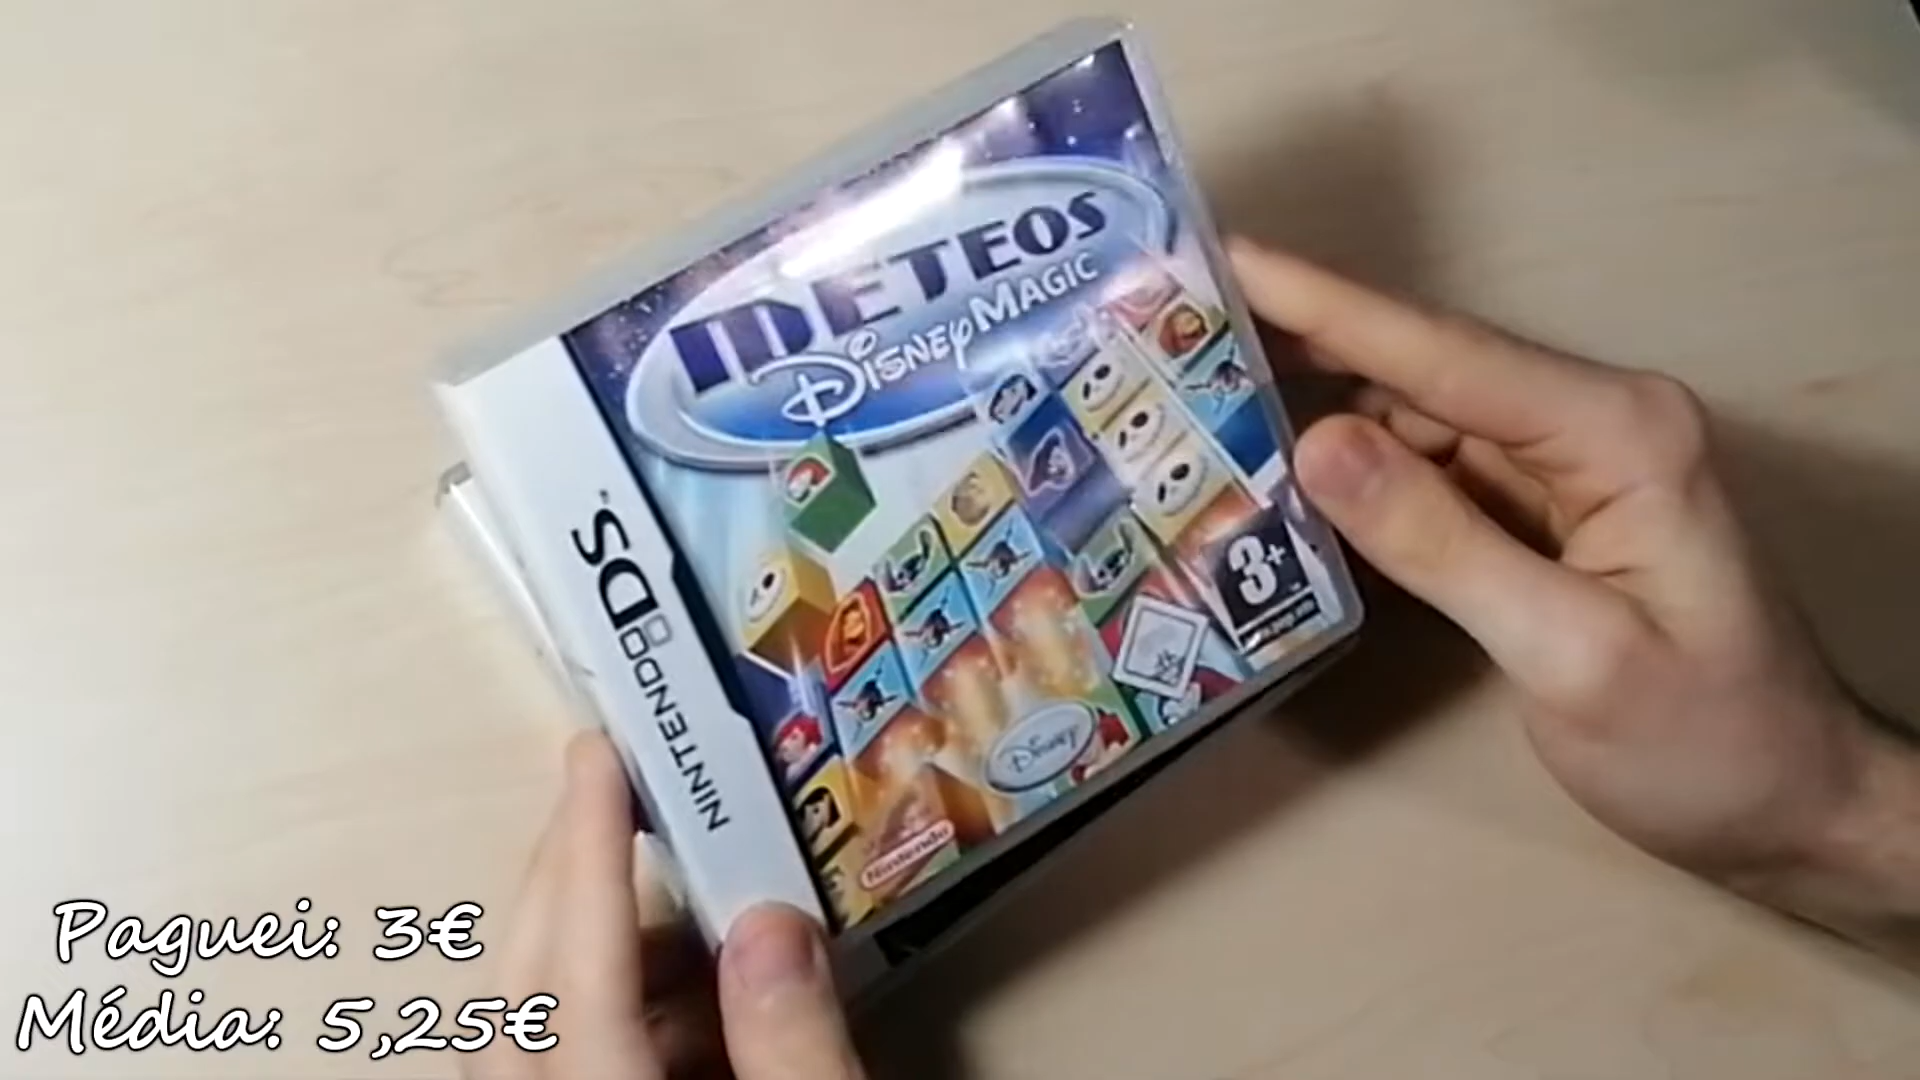 METEOS
Disney MAGIC
NINTENDO DS
3+
Disney
Nintendo
Paguei: 3€
Média: 5,25€